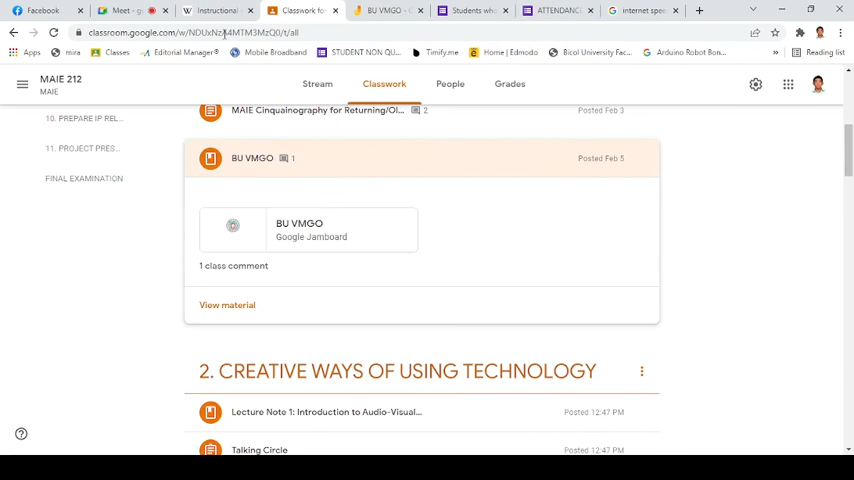 Facebook
Meet - g
Instructional
Classwork fo
BU VMGO - G
Students who
ATTENDANC
internet spee
classroom.google.com/w/NDUxNzA4MTM3MzQ0/t/all
Apps
mira
Classes
Editorial Manager®
Mobile Broadband
STUDENT NON QU...
Timify.me
Home | Edmodo
Bicol University Fac...
Arduino Robot Bon...
Reading list
MAIE 212
MAIE
Stream
Classwork
People
Grades
10. PREPARE IP REL...
11. PROJECT PRES...
FINAL EXAMINATION
MAIE Cinquainography for Returning/Ol...
2
Posted Feb 3
BU VMGO
1
Posted Feb 5
BU VMGO
Google Jamboard
1 class comment
View material
2. CREATIVE WAYS OF USING TECHNOLOGY
Lecture Note 1: Introduction to Audio-Visual...
Posted 12:47 PM
Talking Circle
Posted 12:47 PM